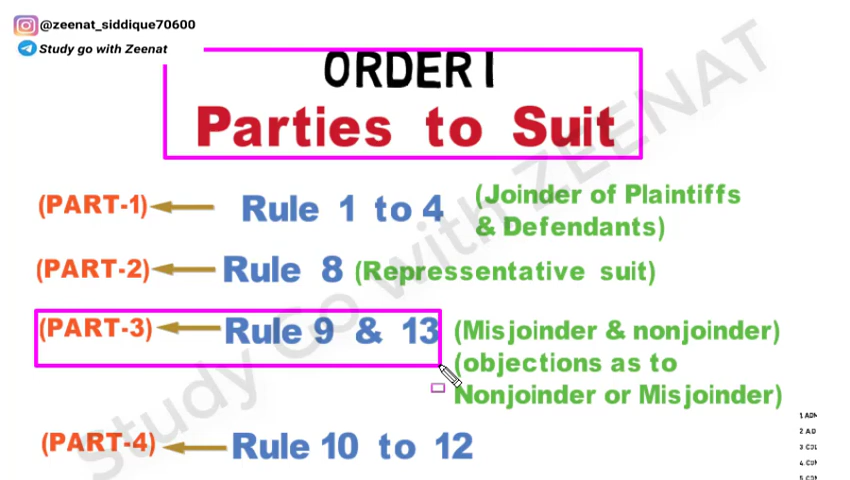 @zeenat_siddique70600
Study go with Zeenat
ORDER I
Parties to Suit
(PART-1) Rule 1 to 4 (Joinder of Plaintiffs
& Defendants)
(PART-2) Rule 8 (Representative suit)
(PART-3) Rule 9 & 13 (Misjoinder & nonjoinder)
(objections as to
Nonjoinder or Misjoinder)
(PART-4) Rule 10 to 12
Study Go with ZEENAT